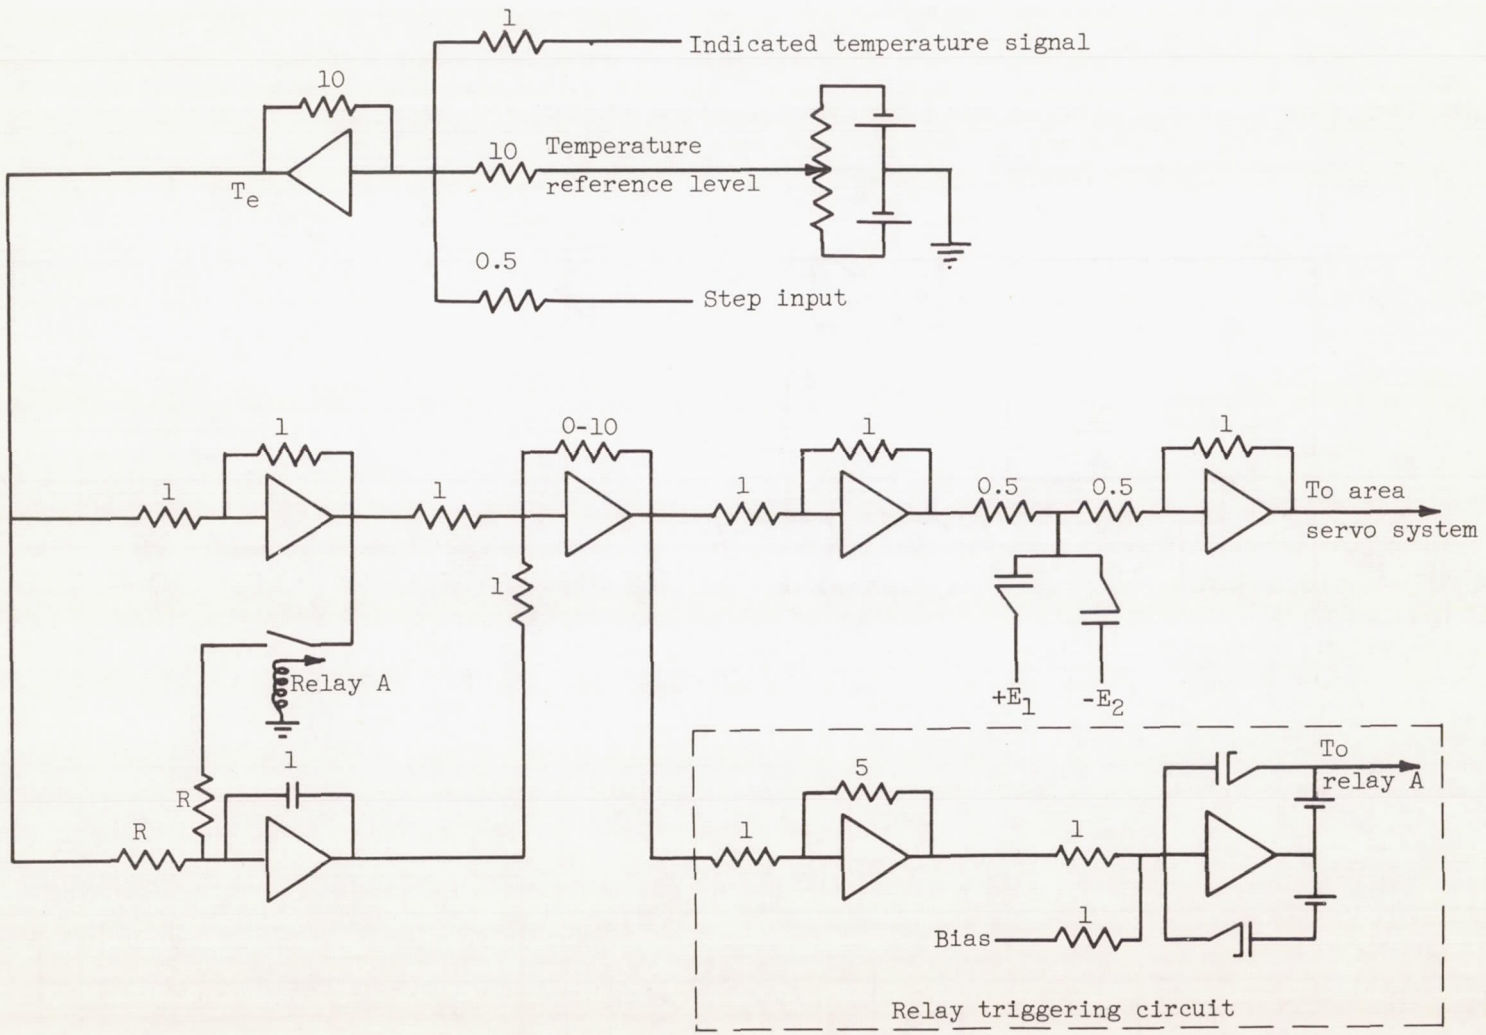 1
Indicated temperature signal
10
Temperature
10
reference level
Te
0.5
Step input
1
0-10
1
1
1
1
1
0.5
0.5
To area
servo system
1
Relay A
+E1
-E2
1
R
R
5
To
relay A
1
1
Bias
1
Relay triggering circuit